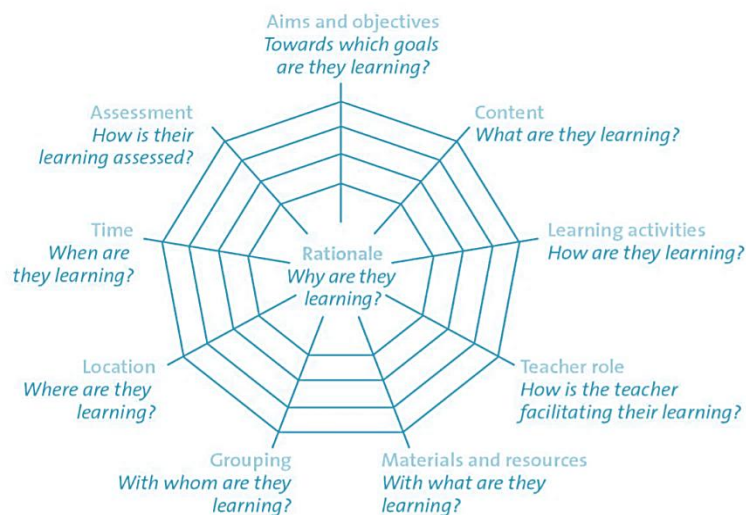 Aims and objectives
Towards which goals
are they learning?
Content
What are they learning?
Learning activities
How are they learning?
Teacher role
How is the teacher
facilitating their learning?
Materials and resources
With what are they
learning?
Grouping
With whom are they
learning?
Location
Where are they
learning?
Time
When are
they learning?
Assessment
How is their
learning assessed?
Rationale
Why are they
learning?